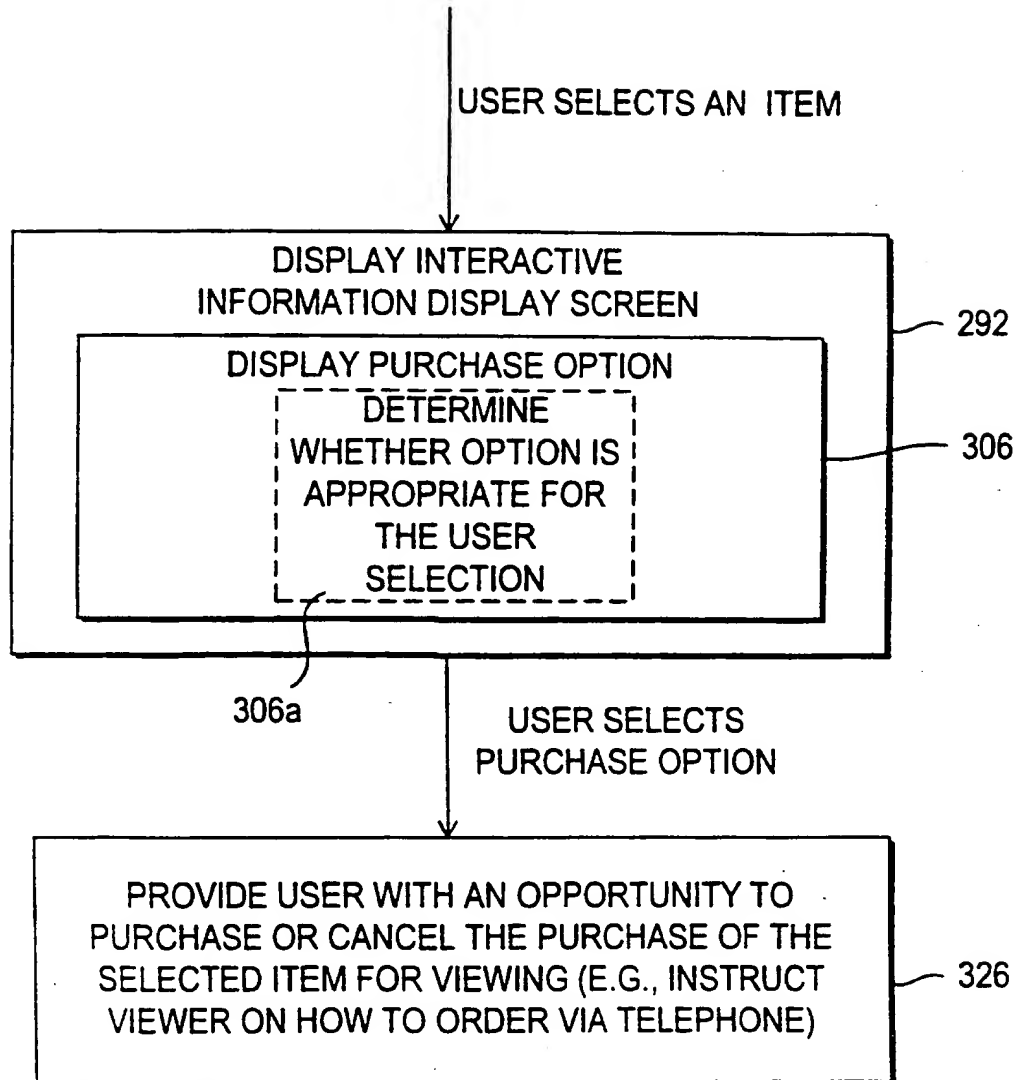 USER SELECTS AN ITEM
DISPLAY INTERACTIVE
INFORMATION DISPLAY SCREEN
292
DISPLAY PURCHASE OPTION
DETERMINE
WHETHER OPTION IS
APPROPRIATE FOR
THE USER
SELECTION
306
306a
USER SELECTS
PURCHASE OPTION
PROVIDE USER WITH AN OPPORTUNITY TO
PURCHASE OR CANCEL THE PURCHASE OF THE
SELECTED ITEM FOR VIEWING (E.G., INSTRUCT
VIEWER ON HOW TO ORDER VIA TELEPHONE)
326